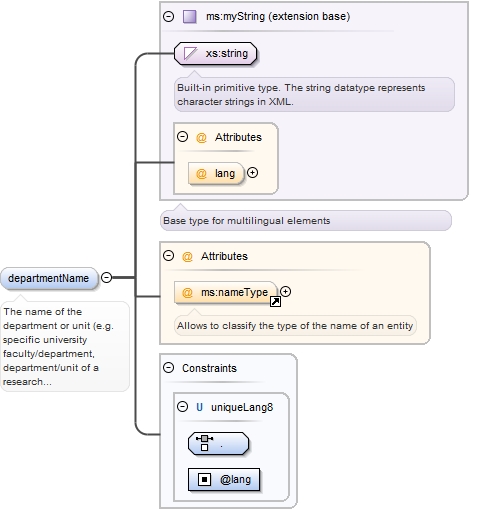 ms:myString (extension base)
xs:string
Built-in primitive type. The string datatype represents
character strings in XML.
@ Attributes
@ lang
Base type for multilingual elements
departmentName
The name of the
department or unit (e.g.
specific university
faculty/department,
department/unit of a
research...
@ Attributes
@ ms:nameType
Allows to classify the type of the name of an entity
Constraints
U uniqueLang8
.
@lang